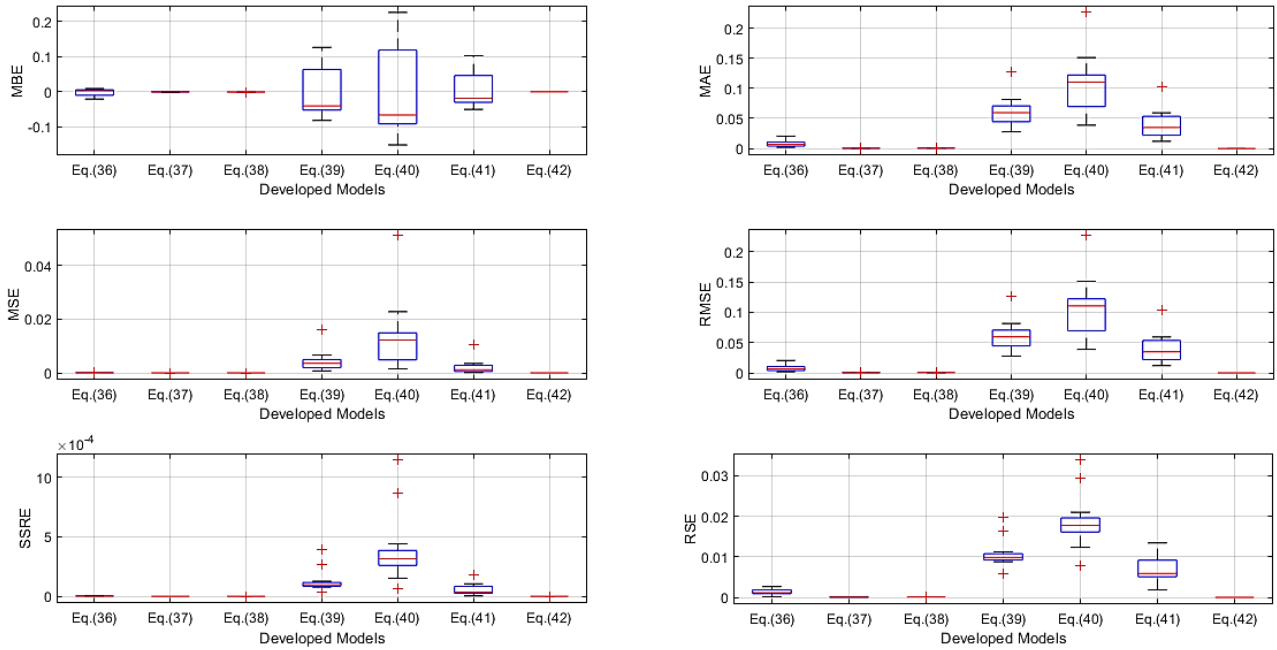 MBE
0.2
0.1
0
-0.1
Eq.(36) Eq.(37) Eq.(38) Eq.(39) Eq.(40) Eq.(41) Eq.(42)
Developed Models
MAE
0.2
0.15
0.1
0.05
0
Eq.(36) Eq.(37) Eq.(38) Eq.(39) Eq.(40) Eq.(41) Eq.(42)
Developed Models
MSE
0.04
0.02
0
Eq.(36) Eq.(37) Eq.(38) Eq.(39) Eq.(40) Eq.(41) Eq.(42)
Developed Models
RMSE
0.2
0.15
0.1
0.05
0
Eq.(36) Eq.(37) Eq.(38) Eq.(39) Eq.(40) Eq.(41) Eq.(42)
Developed Models
×10⁻⁴
SSRE
10
5
0
Eq.(36) Eq.(37) Eq.(38) Eq.(39) Eq.(40) Eq.(41) Eq.(42)
Developed Models
RSE
0.03
0.02
0.01
0
Eq.(36) Eq.(37) Eq.(38) Eq.(39) Eq.(40) Eq.(41) Eq.(42)
Developed Models